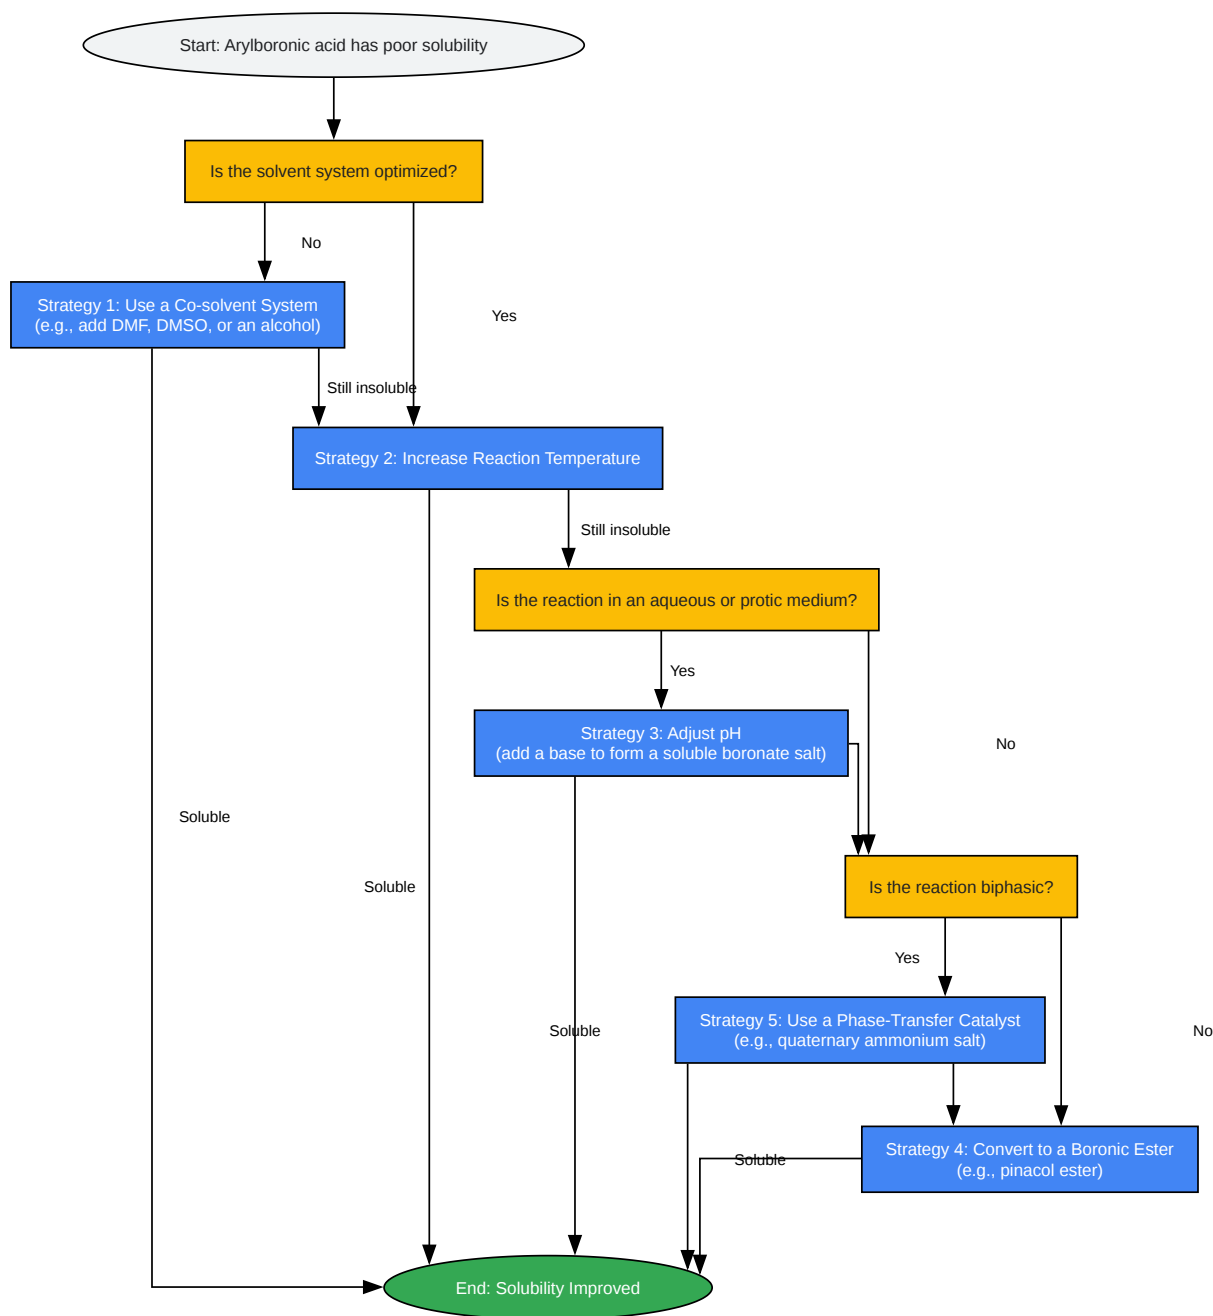 Start: Arylboronic acid has poor solubility
Is the solvent system optimized?
No
Strategy 1: Use a Co-solvent System
(e.g., add DMF, DMSO, or an alcohol)
Yes
Still insoluble
Strategy 2: Increase Reaction Temperature
Still insoluble
Is the reaction in an aqueous or protic medium?
Yes
Strategy 3: Adjust pH
(add a base to form a soluble boronate salt)
No
Soluble
Soluble
Is the reaction biphasic?
Yes
Strategy 5: Use a Phase-Transfer Catalyst
(e.g., quaternary ammonium salt)
Soluble
No
Strategy 4: Convert to a Boronic Ester
(e.g., pinacol ester)
Soluble
End: Solubility Improved